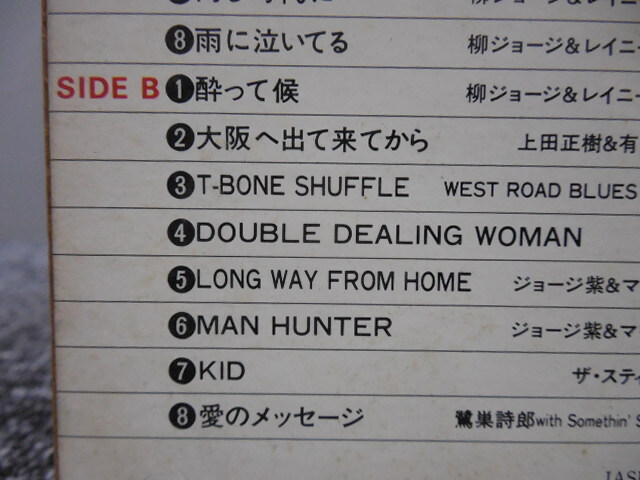 ❽雨に泣いてる 柳ジョージ&レイニー
SIDE B ❶酔って候 柳ジョージ&レイニー
❷大阪へ出て来てから 上田正樹&有
❸T-BONE SHUFFLE WEST ROAD BLUES
❹DOUBLE DEALING WOMAN
❺LONG WAY FROM HOME ジョージ紫&マ
❻MAN HUNTER ジョージ紫&マ
❼KID ザ・スティ
❽愛のメッセージ 鷺巣詩郎with Somethin' S